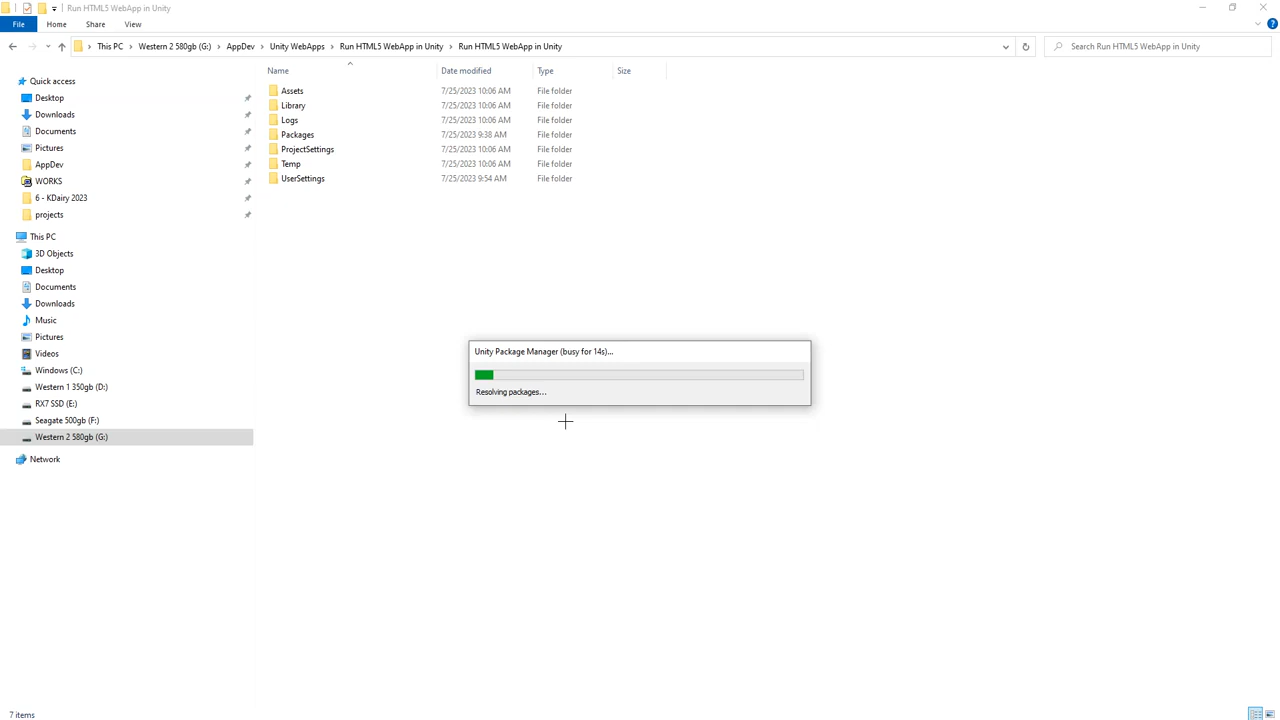 Run HTML5 WebApp in Unity
File Home Share View
This PC Western 2 580gb (G:) AppDev Unity WebApps Run HTML5 WebApp in Unity Run HTML5 WebApp in Unity
Search Run HTML5 WebApp in Unity
Name Date modified Type Size
Quick access
Desktop
Downloads
Documents
Pictures
AppDev
WORKS
6 - KDairy 2023
projects
This PC
3D Objects
Desktop
Documents
Downloads
Music
Pictures
Videos
Windows (C:)
Western 1 350gb (D:)
RX7 SSD (E:)
Seagate 500gb (F:)
Western 2 580gb (G:)
Network
Assets 7/25/2023 10:06 AM File folder
Library 7/25/2023 10:06 AM File folder
Logs 7/25/2023 10:06 AM File folder
Packages 7/25/2023 9:38 AM File folder
ProjectSettings 7/25/2023 10:06 AM File folder
Temp 7/25/2023 10:06 AM File folder
UserSettings 7/25/2023 9:54 AM File folder
Unity Package Manager (busy for 14s)...
Resolving packages...
7 items